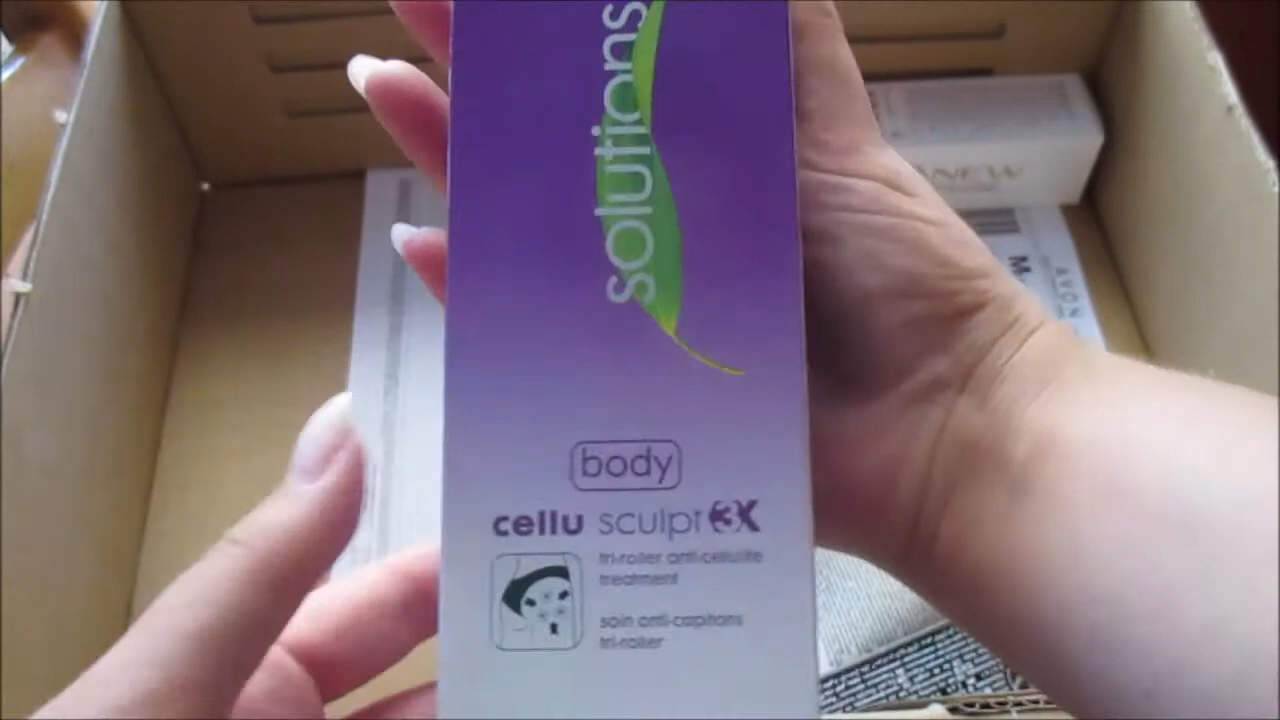 solutions
body
cellu sculpt 3X
tri-roller anti-cellulite
treatment
soin anti-capitons
tri-roller
ANEW
AVON